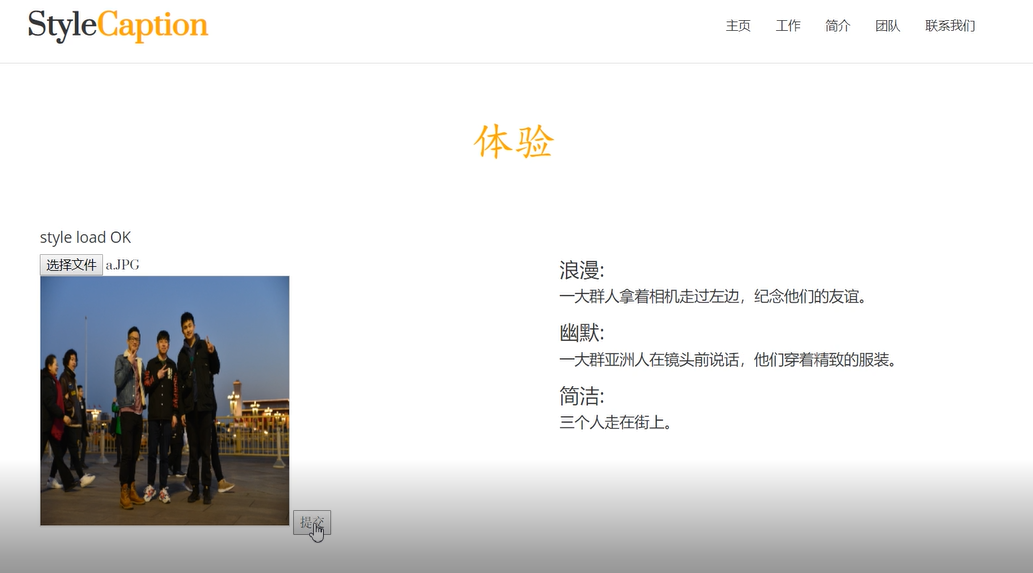 StyleCaption
主页 工作 简介 团队 联系我们
体验
style load OK
选择文件 a.JPG
浪漫:
一大群人拿着相机走过左边，纪念他们的友谊。
幽默:
一大群亚洲人在镜头前说话，他们穿着精致的服装。
简洁:
三个人走在街上。
提交